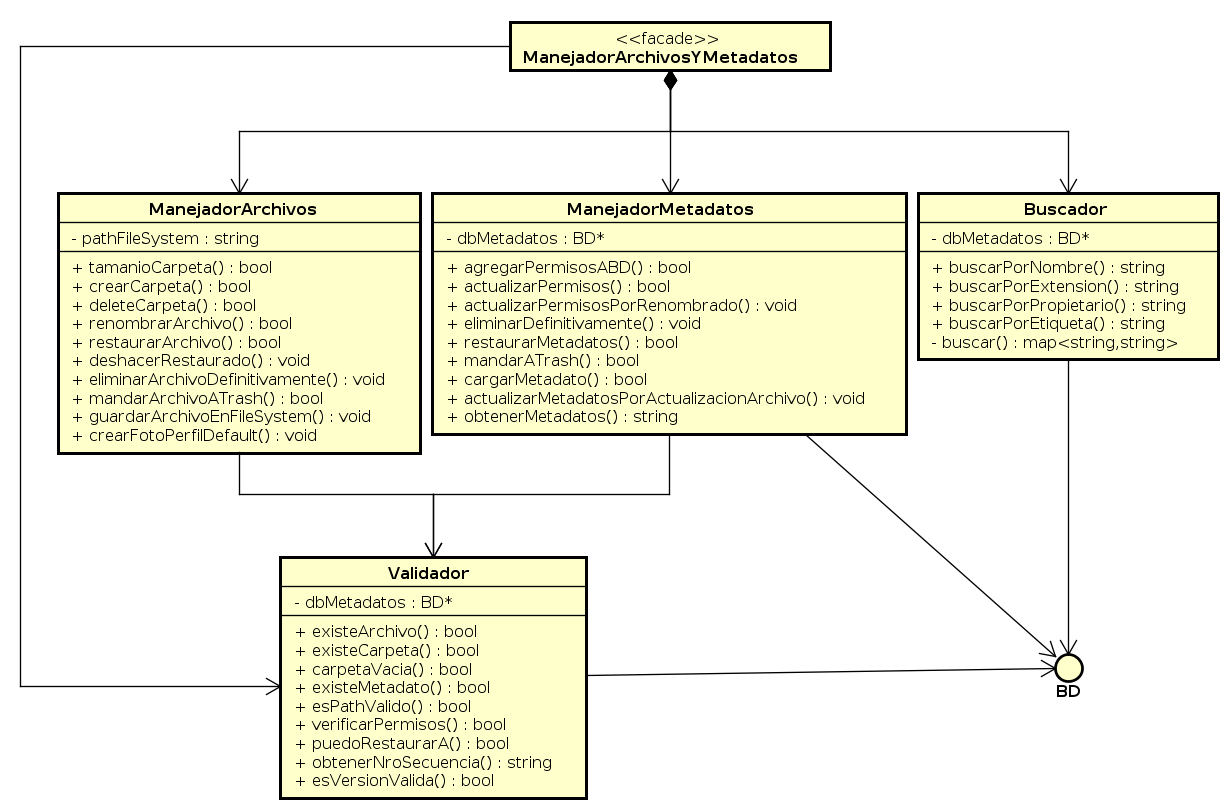 <<facade>>
ManejadorArchivosYMetadatos
ManejadorArchivos
- pathFileSystem : string
+ tamanioCarpeta() : bool
+ crearCarpeta() : bool
+ deleteCarpeta() : bool
+ renombrarArchivo() : bool
+ restaurarArchivo() : bool
+ deshacerRestaurado() : void
+ eliminarArchivoDefinitivamente() : void
+ mandarArchivoATrash() : bool
+ guardarArchivoEnFileSystem() : void
+ crearFotoPerfilDefault() : void
ManejadorMetadatos
- dbMetadatos : BD*
+ agregarPermisosABD() : bool
+ actualizarPermisos() : bool
+ actualizarPermisosPorRenombrado() : void
+ eliminarDefinitivamente() : void
+ restaurarMetadatos() : bool
+ mandarATrash() : bool
+ cargarMetadato() : bool
+ actualizarMetadatosPorActualizacionArchivo() : void
+ obtenerMetadatos() : string
Buscador
- dbMetadatos : BD*
+ buscarPorNombre() : string
+ buscarPorExtension() : string
+ buscarPorPropietario() : string
+ buscarPorEtiqueta() : string
- buscar() : map<string,string>
Validador
- dbMetadatos : BD*
+ existeArchivo() : bool
+ existeCarpeta() : bool
+ carpetaVacia() : bool
+ existeMetadato() : bool
+ esPathValido() : bool
+ verificarPermisos() : bool
+ puedoRestaurarA() : bool
+ obtenerNroSecuencia() : string
+ esVersionValida() : bool
BD